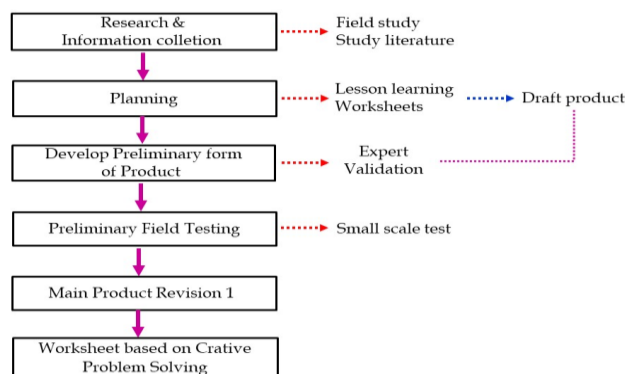 Research &
Information colletion
Field study
Study literature
Planning
Lesson learning
Worksheets
Draft product
Develop Preliminary form
of Product
Expert
Validation
Preliminary Field Testing
Small scale test
Main Product Revision 1
Worksheet based on Crative
Problem Solving